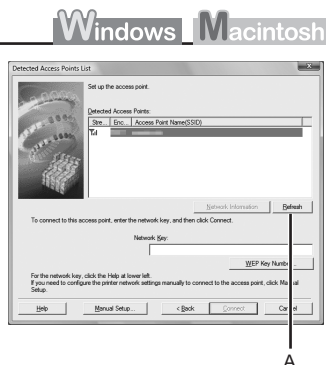 Windows Macintosh
Detected Access Points List
Set up the access point.
Detected Access Points:
Stre... Enc... Access Point Name(SSID)
Network Information Refresh
To connect to this access point, enter the network key, and then click Connect.
Network Key:
WEP Key Number...
For the network key, click the Help at lower left.
If you need to configure the printer network settings manually to connect to the access point, click Manual
Setup.
Help Manual Setup... < Back Connect Cancel
A